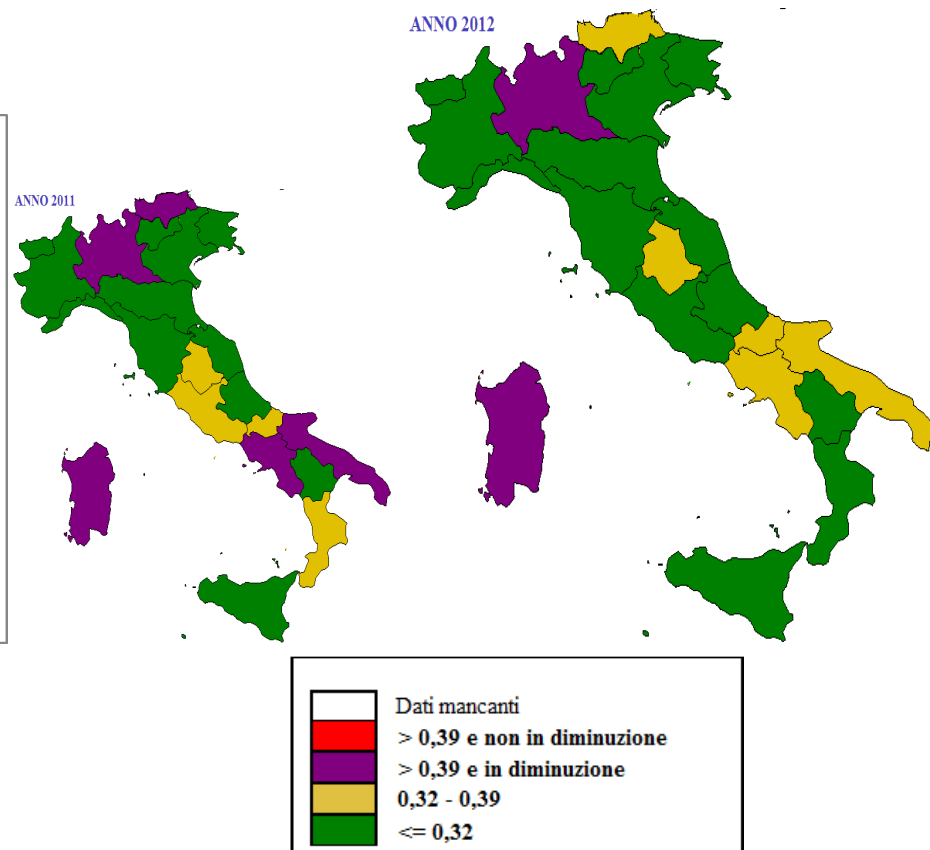 ANNO 2012
ANNO 2011
Dati mancanti
> 0,39 e non in diminuzione
> 0,39 e in diminuzione
0,32 - 0,39
<= 0,32